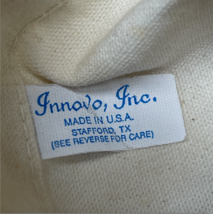 Innovo, Inc.
MADE IN U.S.A.
STAFFORD, TX
(SEE REVERSE FOR CARE)